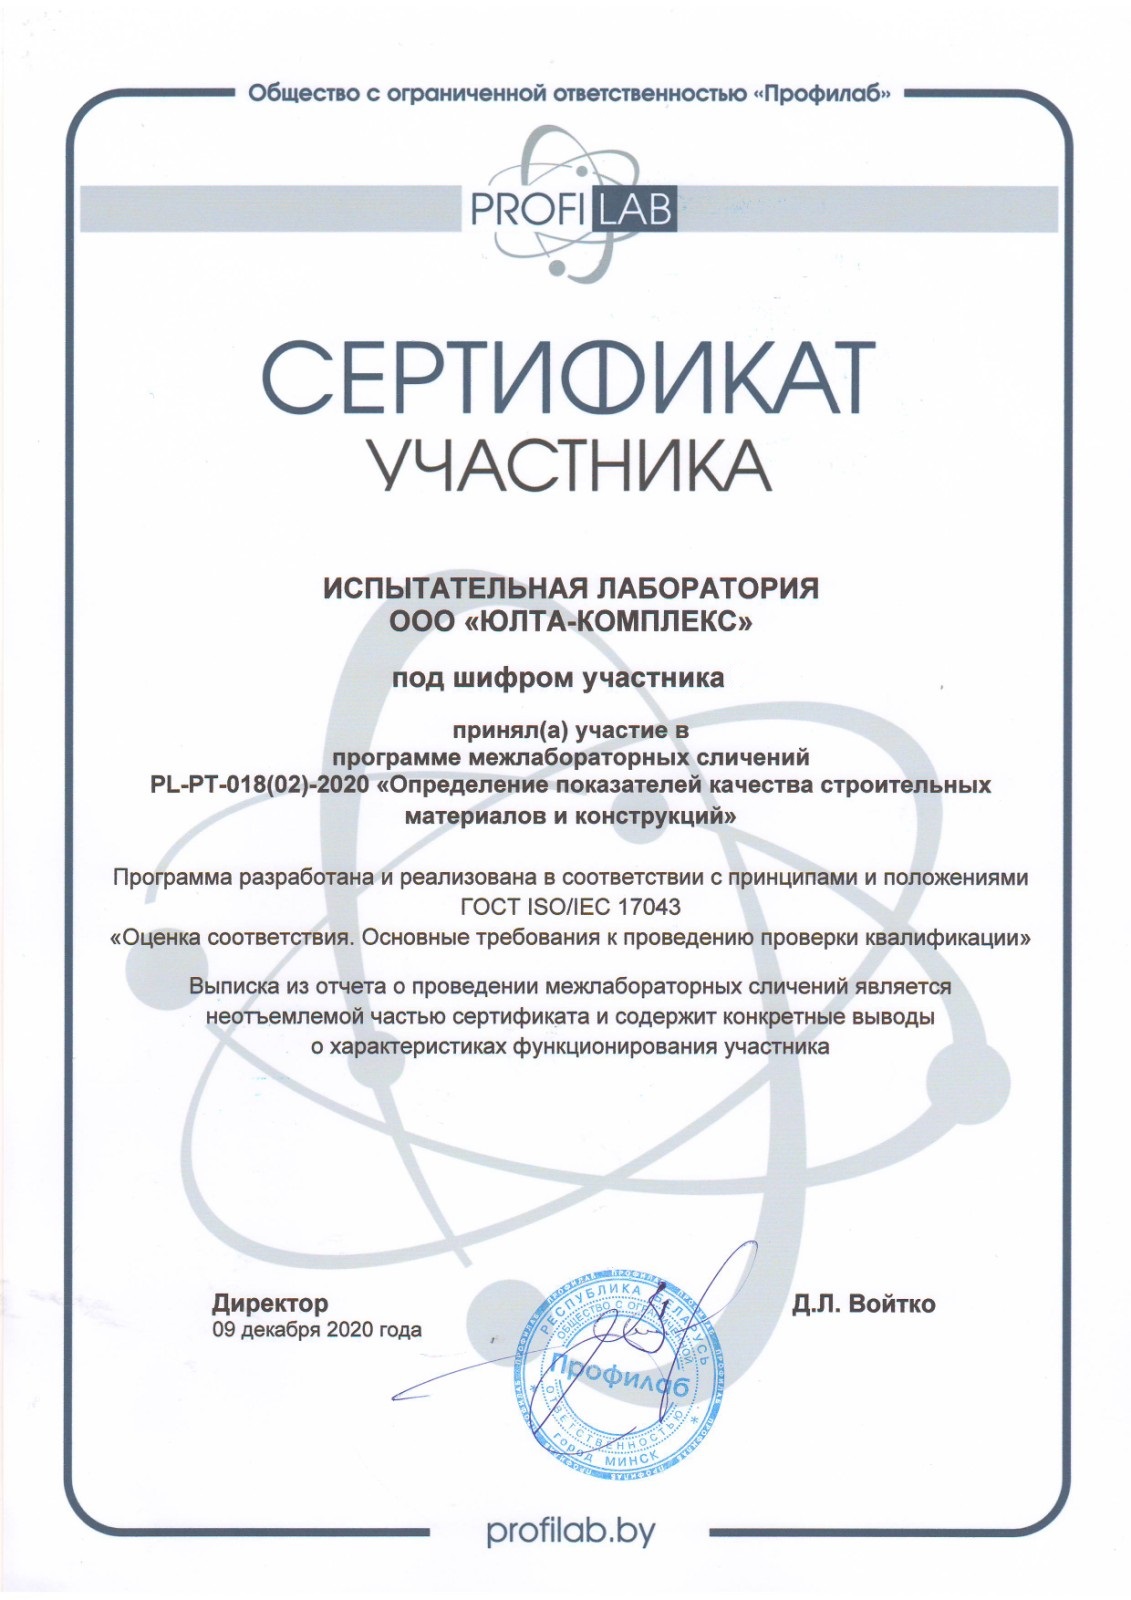 Общество с ограниченной ответственностью «Профилаб»
PROFI LAB
СЕРТИФИКАТ
УЧАСТНИКА
ИСПЫТАТЕЛЬНАЯ ЛАБОРАТОРИЯ
ООО «ЮЛТА-КОМПЛЕКС»
под шифром участника
принял(а) участие в
программе межлабораторных сличений
PL-PT-018(02)-2020 «Определение показателей качества строительных
материалов и конструкций»
Программа разработана и реализована в соответствии с принципами и положениями
ГОСТ ISO/IEC 17043
«Оценка соответствия. Основные требования к проведению проверки квалификации»
Выписка из отчета о проведении межлабораторных сличений является
неотъемлемой частью сертификата и содержит конкретные выводы
о характеристиках функционирования участника
Директор
Д.Л. Войтко
09 декабря 2020 года
РЕСПУБЛИКА БЕЛАРУСЬ
ОБЩЕСТВО С ОГРАНИЧЕННОЙ
Профилаб
ОТВЕТСТВЕННОСТЬЮ
город МИНСК
profilab.by